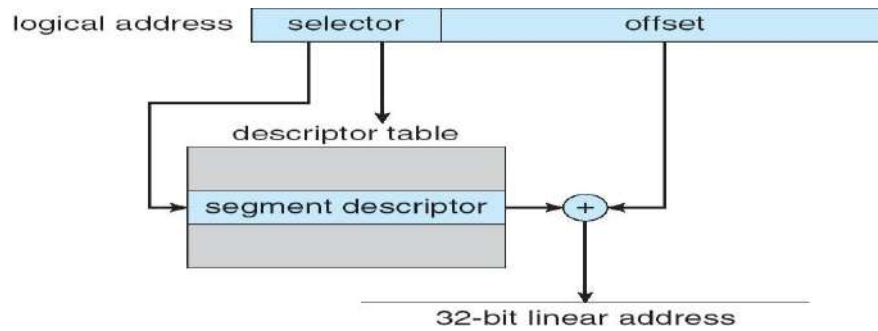 logical address selector offset
descriptor table
segment descriptor +
32-bit linear address